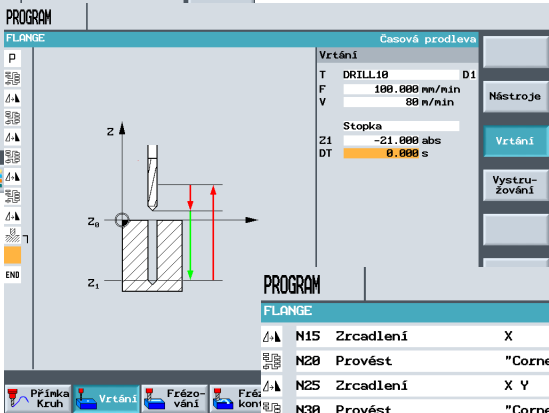 PROGRAM
FLANGE
Časová prodleva
Vrtání
T DRILL10 D1
F 100.000 mm/min
V 80 m/min
Stopka
Z1 -21.000 abs
DT 0.000 s
Nástroje
Vrtání
Vystru-
žování
P
END
Z
Z0
Z1
Přímka
Kruh
Vrtání
Frézo-
vání
PROGRAM
FLANGE
N15 Zrcadlení X
N20 Provést "Corne
N25 Zrcadlení X Y
N30 Provést "Corne